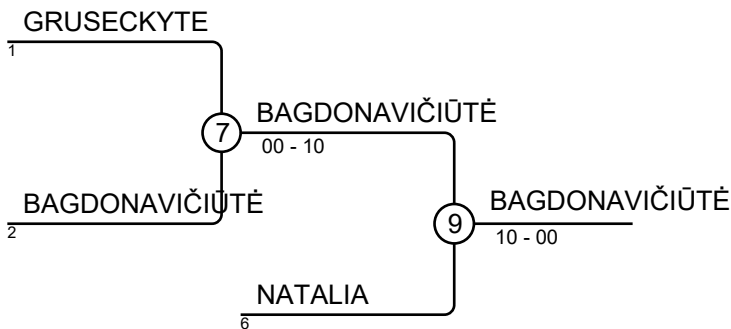 GRUSECKYTE
1
7
BAGDONAVIČIŪTĖ
00 - 10
BAGDONAVIČIŪTĖ
2
9
BAGDONAVIČIŪTĖ
10 - 00
NATALIA
6